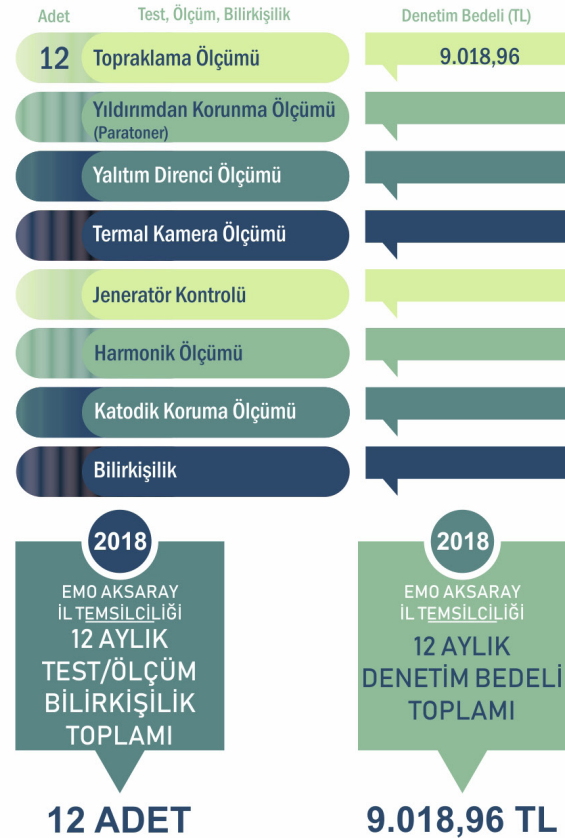 Adet Test, Ölçüm, Bilirkişilik Denetim Bedeli (TL)
12 Topraklama Ölçümü 9.018,96
Yıldırımdan Korunma Ölçümü
(Paratoner)
Yalıtım Direnci Ölçümü
Termal Kamera Ölçümü
Jeneratör Kontrolü
Harmonik Ölçümü
Katodik Koruma Ölçümü
Bilirkişilik
2018
EMO AKSARAY
İL TEMSİLCİLİĞİ
12 AYLIK
TEST/ÖLÇÜM
BİLİRKİŞİLİK
TOPLAMI
12 ADET
2018
EMO AKSARAY
İL TEMSİLCİLİĞİ
12 AYLIK
DENETİM BEDELİ
TOPLAMI
9.018,96 TL